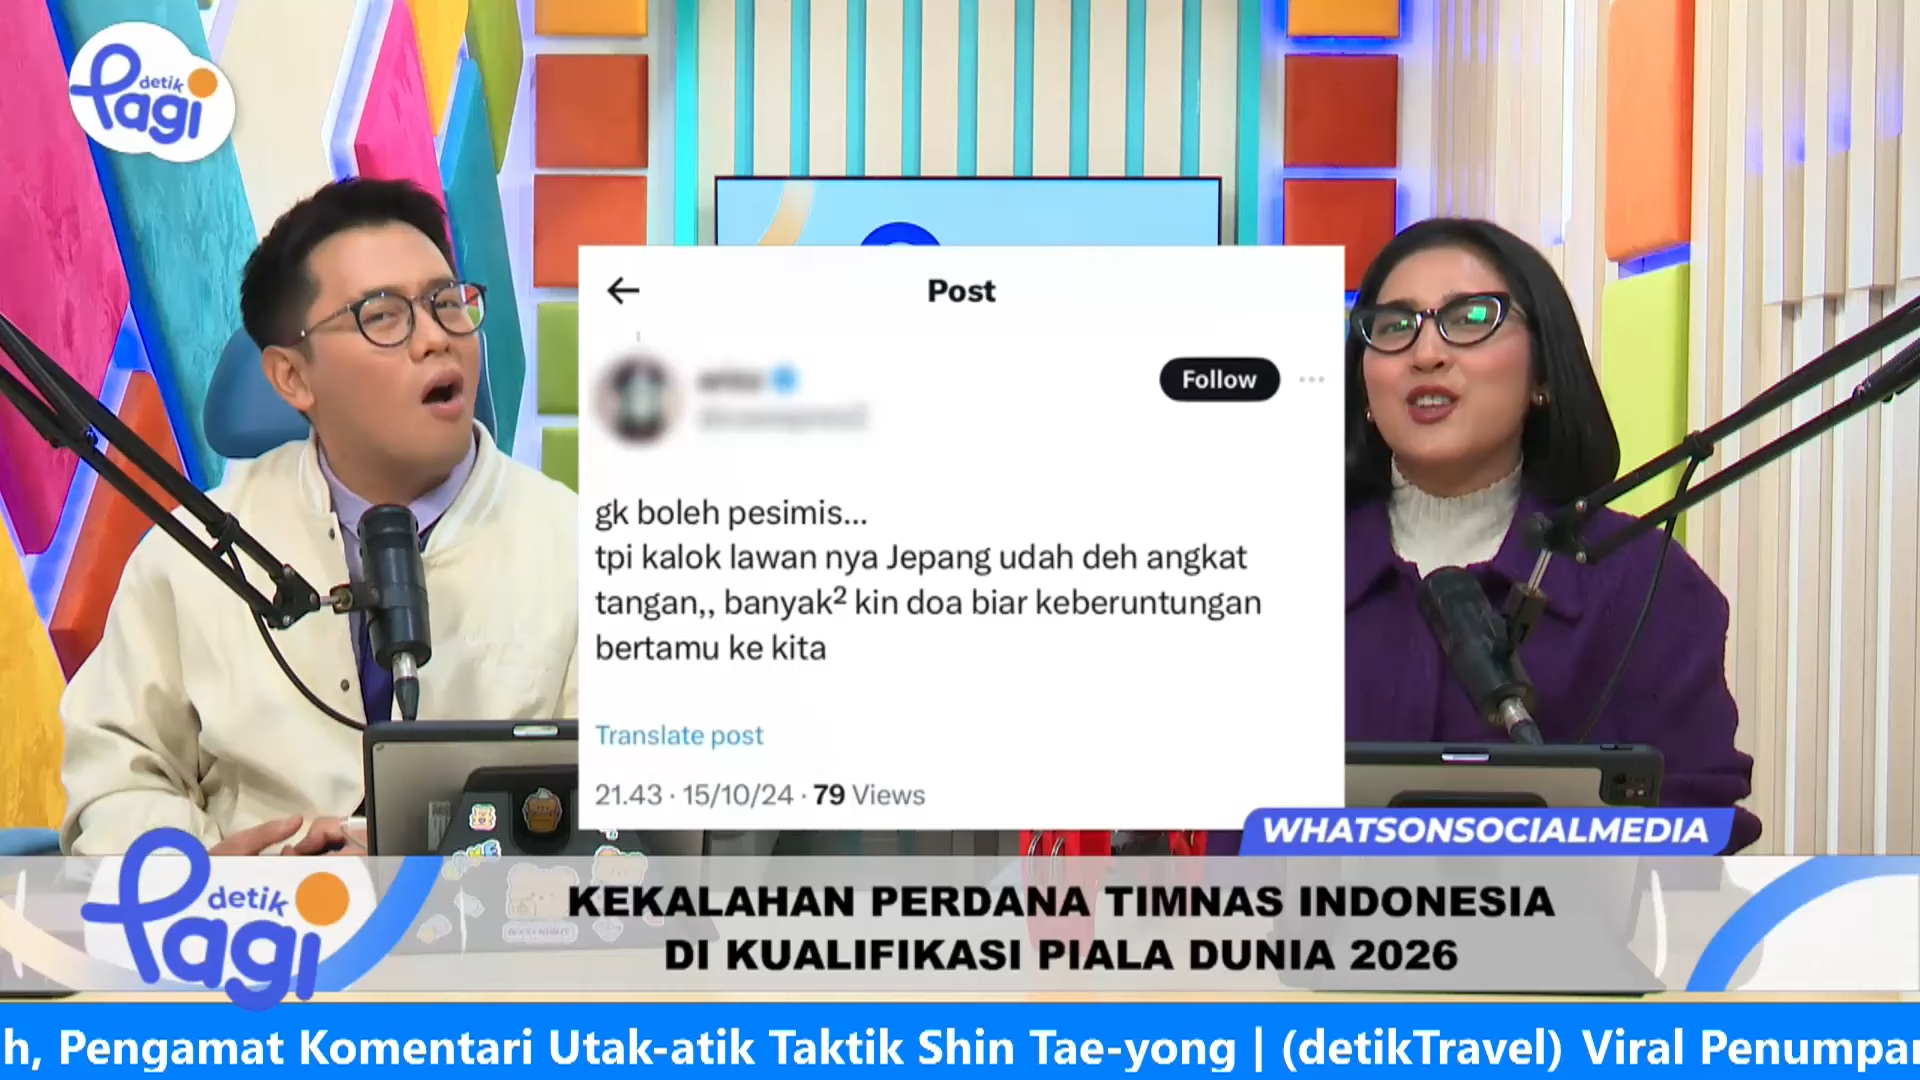 detik
Pagi
Post
Follow
gk boleh pesimis...
tpi kalok lawan nya Jepang udah deh angkat
tangan,, banyak² kin doa biar keberuntungan
bertamu ke kita
Translate post
21.43 · 15/10/24 · 79 Views
WHATSONSOCIALMEDIA
detik
Pagi
KEKALAHAN PERDANA TIMNAS INDONESIA
DI KUALIFIKASI PIALA DUNIA 2026
h, Pengamat Komentari Utak-atik Taktik Shin Tae-yong | (detikTravel) Viral Penumpa